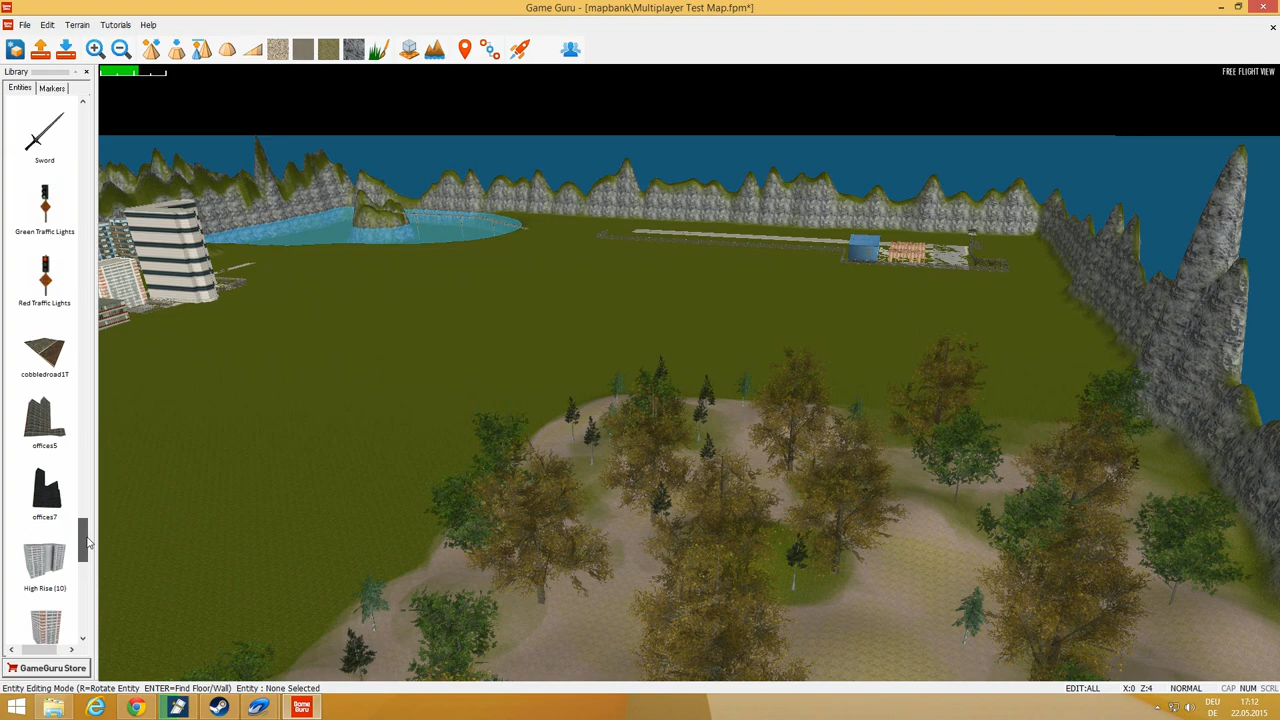 Game Guru - [mapbank\Multiplayer Test Map.fpm*]
File Edit Terrain Tutorials Help
Library
FREE FLIGHT VIEW
Entities Markers
Sword
Green Traffic Lights
Red Traffic Lights
cobbledroad1T
offices5
offices7
High Rise (10)
GameGuru Store
Entity Editing Mode (R=Rotate Entity ENTER=Find Floor/Wall) Entity : None Selected
EDIT:ALL X:0 Z:4 NORMAL CAP NUM SCRL
GAME GURU
DEU 17:12
DE 22.05.2015